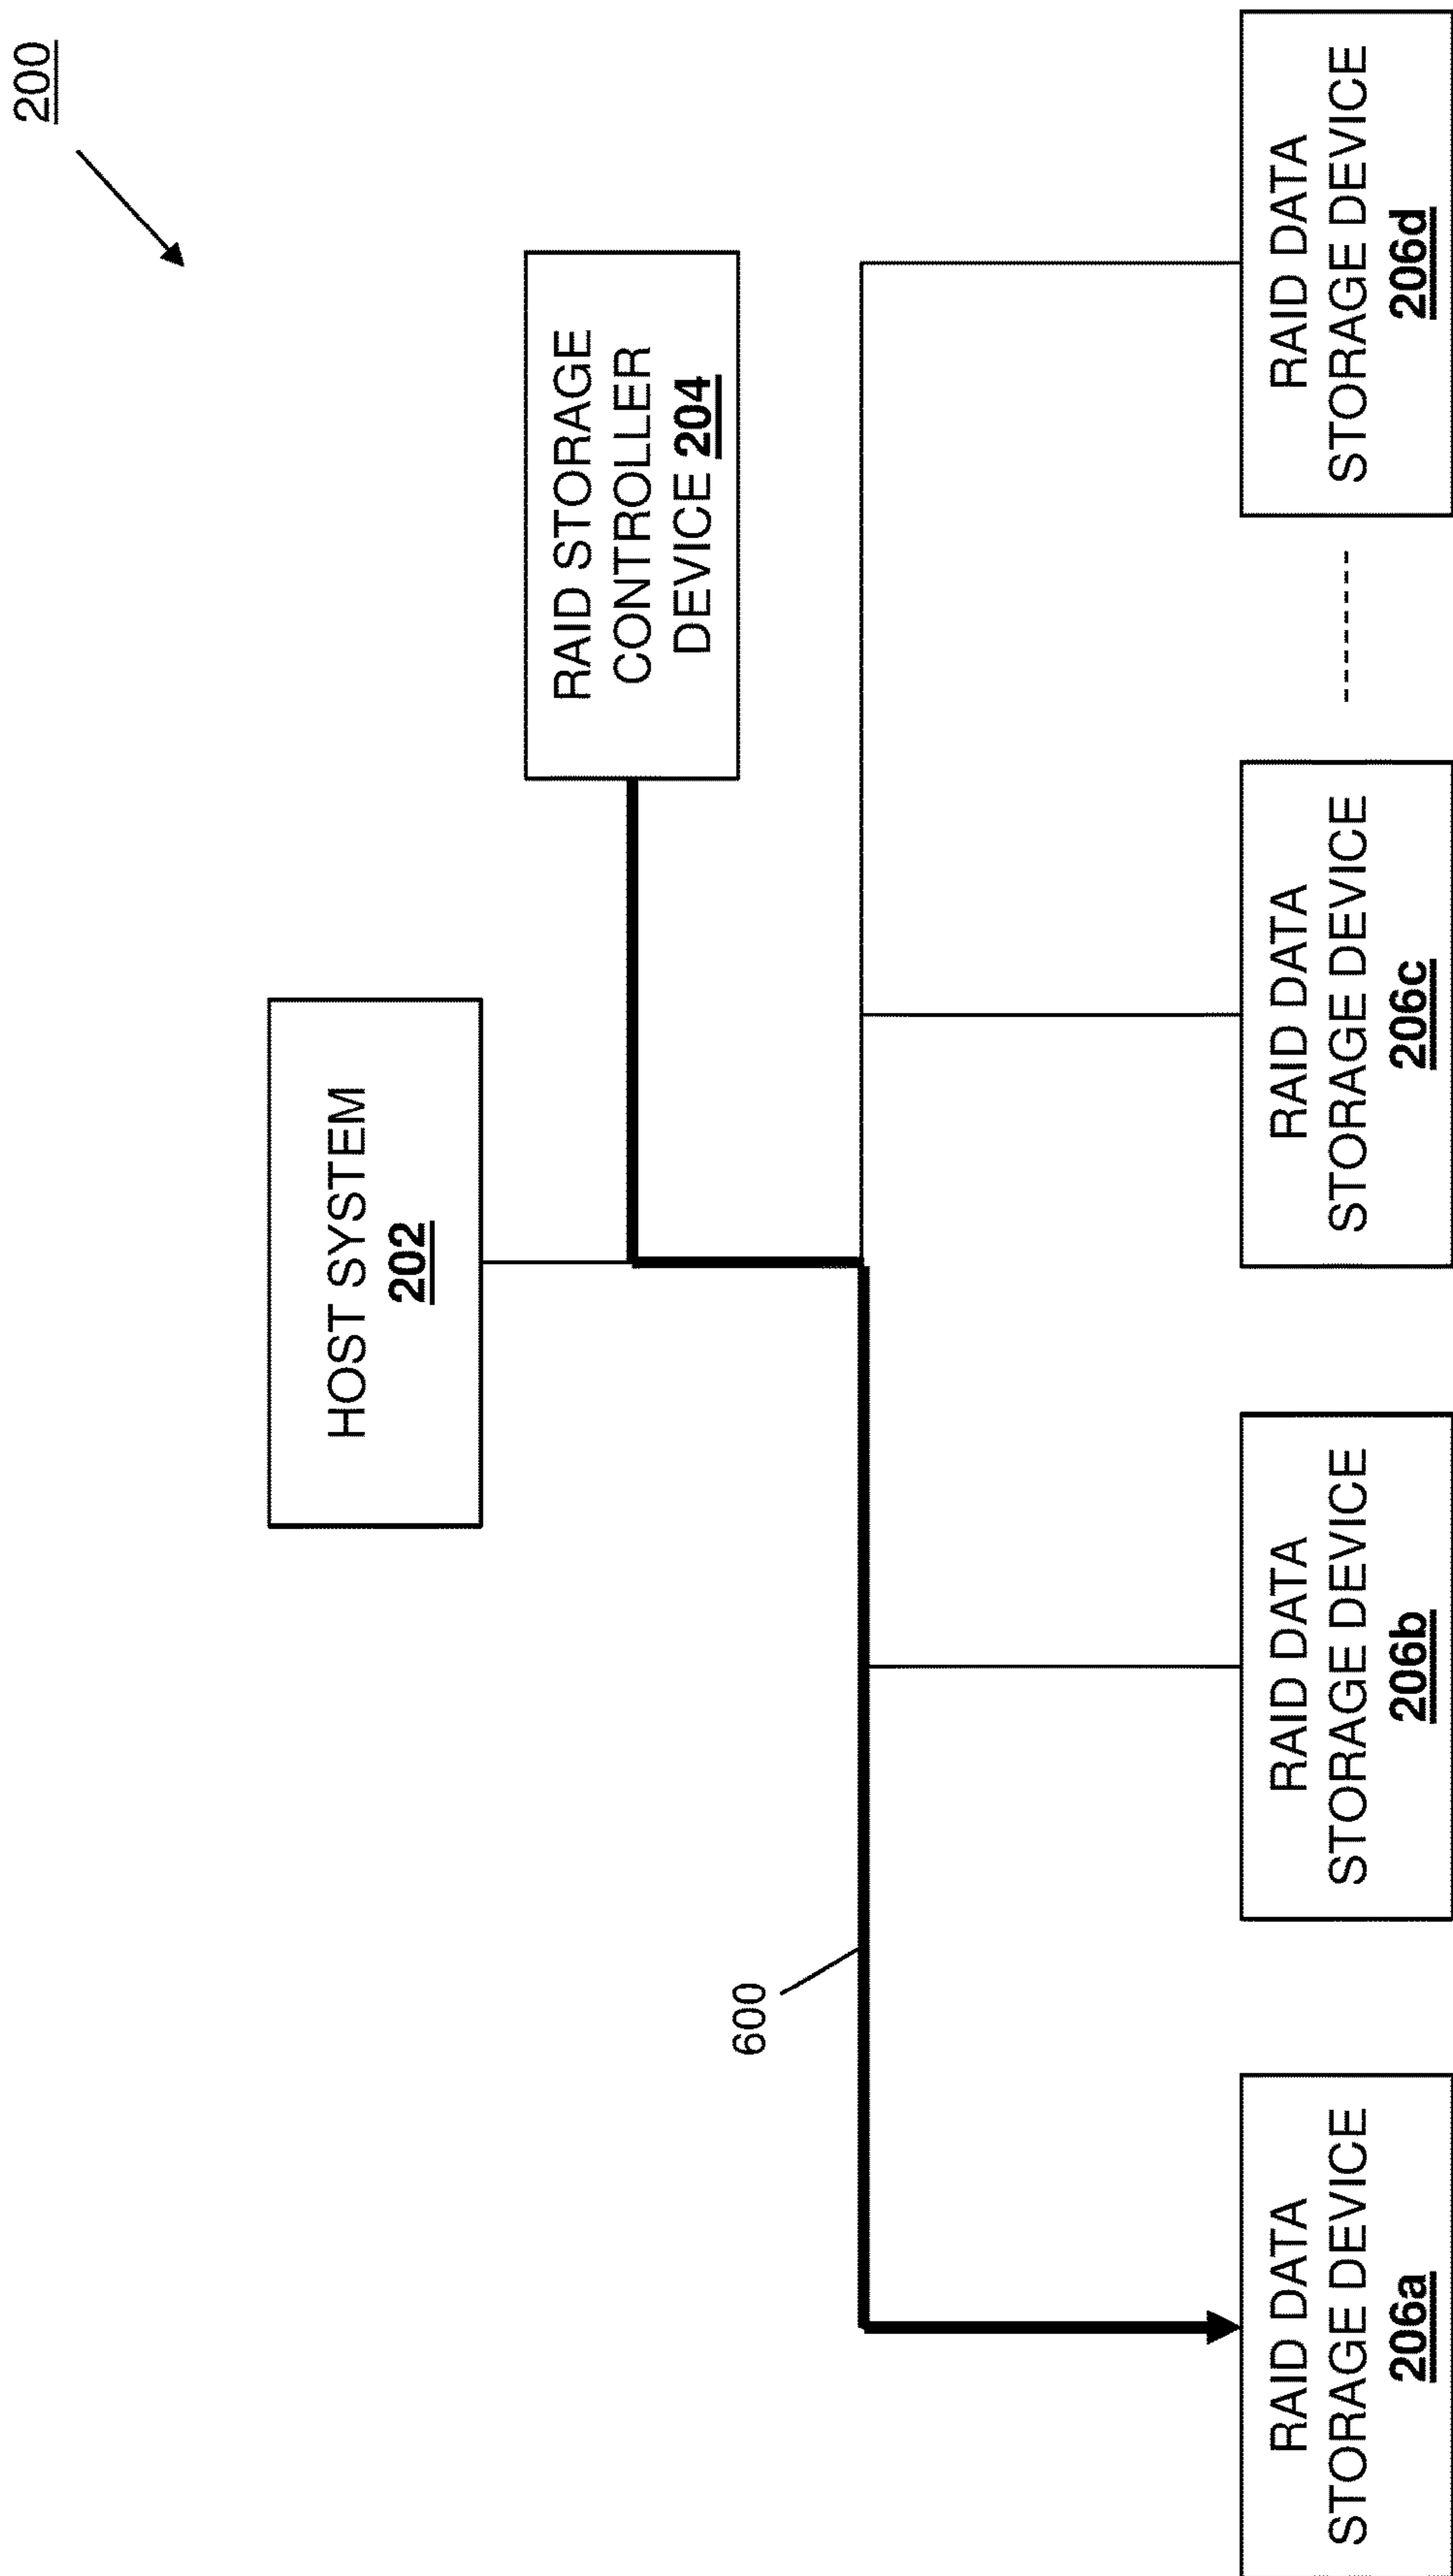 200
HOST SYSTEM
202
RAID STORAGE
CONTROLLER
DEVICE 204
600
RAID DATA
STORAGE DEVICE
206a
RAID DATA
STORAGE DEVICE
206b
RAID DATA
STORAGE DEVICE
206c
RAID DATA
STORAGE DEVICE
206d